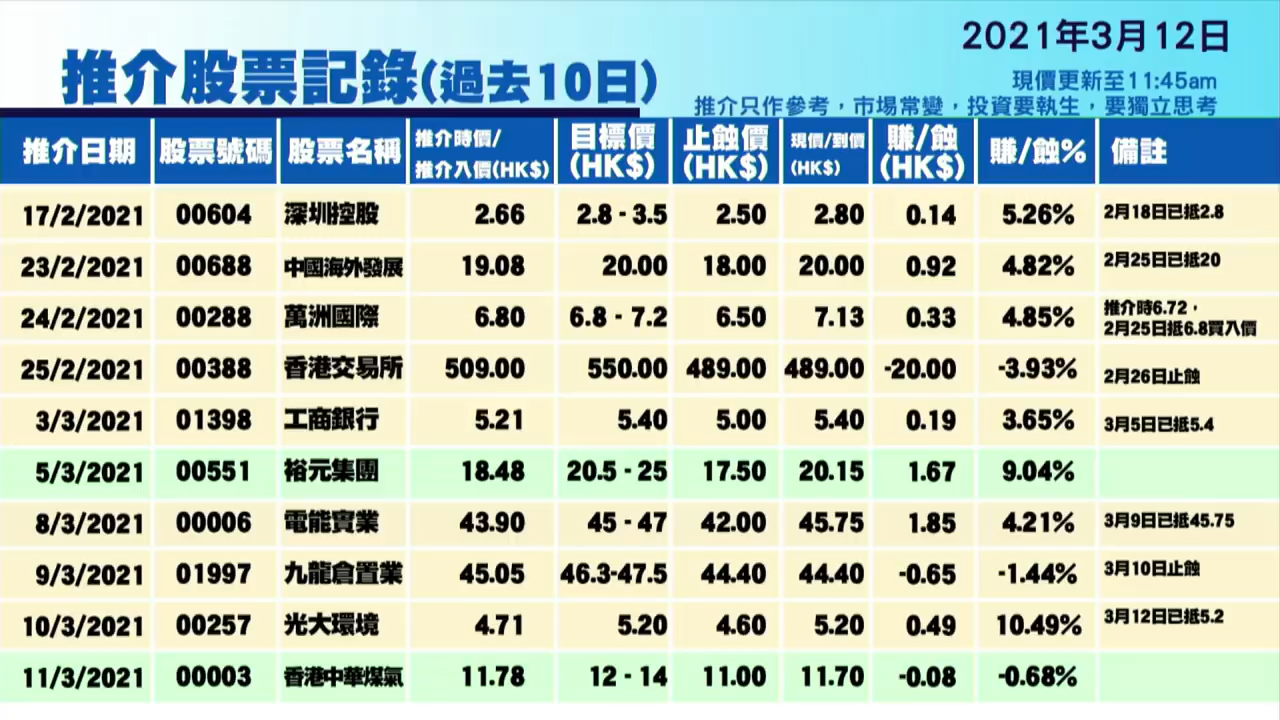 2021年3月12日
推介股票記錄(過去10日)
現價更新至11:45am
推介只作參考，市場常變，投資要執生，要獨立思考
推介日期 股票號碼 股票名稱 推介時價/推介入價(HK$) 目標價(HK$) 止蝕價(HK$) 現價/到價(HK$) 賺/蝕(HK$) 賺/蝕% 備註
17/2/2021 00604 深圳控股 2.66 2.8 - 3.5 2.50 2.80 0.14 5.26% 2月18日已抵2.8
23/2/2021 00688 中國海外發展 19.08 20.00 18.00 20.00 0.92 4.82% 2月25日已抵20
24/2/2021 00288 萬洲國際 6.80 6.8 - 7.2 6.50 7.13 0.33 4.85% 推介時6.72，2月25日抵6.8買入價
25/2/2021 00388 香港交易所 509.00 550.00 489.00 489.00 -20.00 -3.93% 2月26日止蝕
3/3/2021 01398 工商銀行 5.21 5.40 5.00 5.40 0.19 3.65% 3月5日已抵5.4
5/3/2021 00551 裕元集團 18.48 20.5 - 25 17.50 20.15 1.67 9.04%
8/3/2021 00006 電能實業 43.90 45 - 47 42.00 45.75 1.85 4.21% 3月9日已抵45.75
9/3/2021 01997 九龍倉置業 45.05 46.3-47.5 44.40 44.40 -0.65 -1.44% 3月10日止蝕
10/3/2021 00257 光大環境 4.71 5.20 4.60 5.20 0.49 10.49% 3月12日已抵5.2
11/3/2021 00003 香港中華煤氣 11.78 12 - 14 11.00 11.70 -0.08 -0.68%